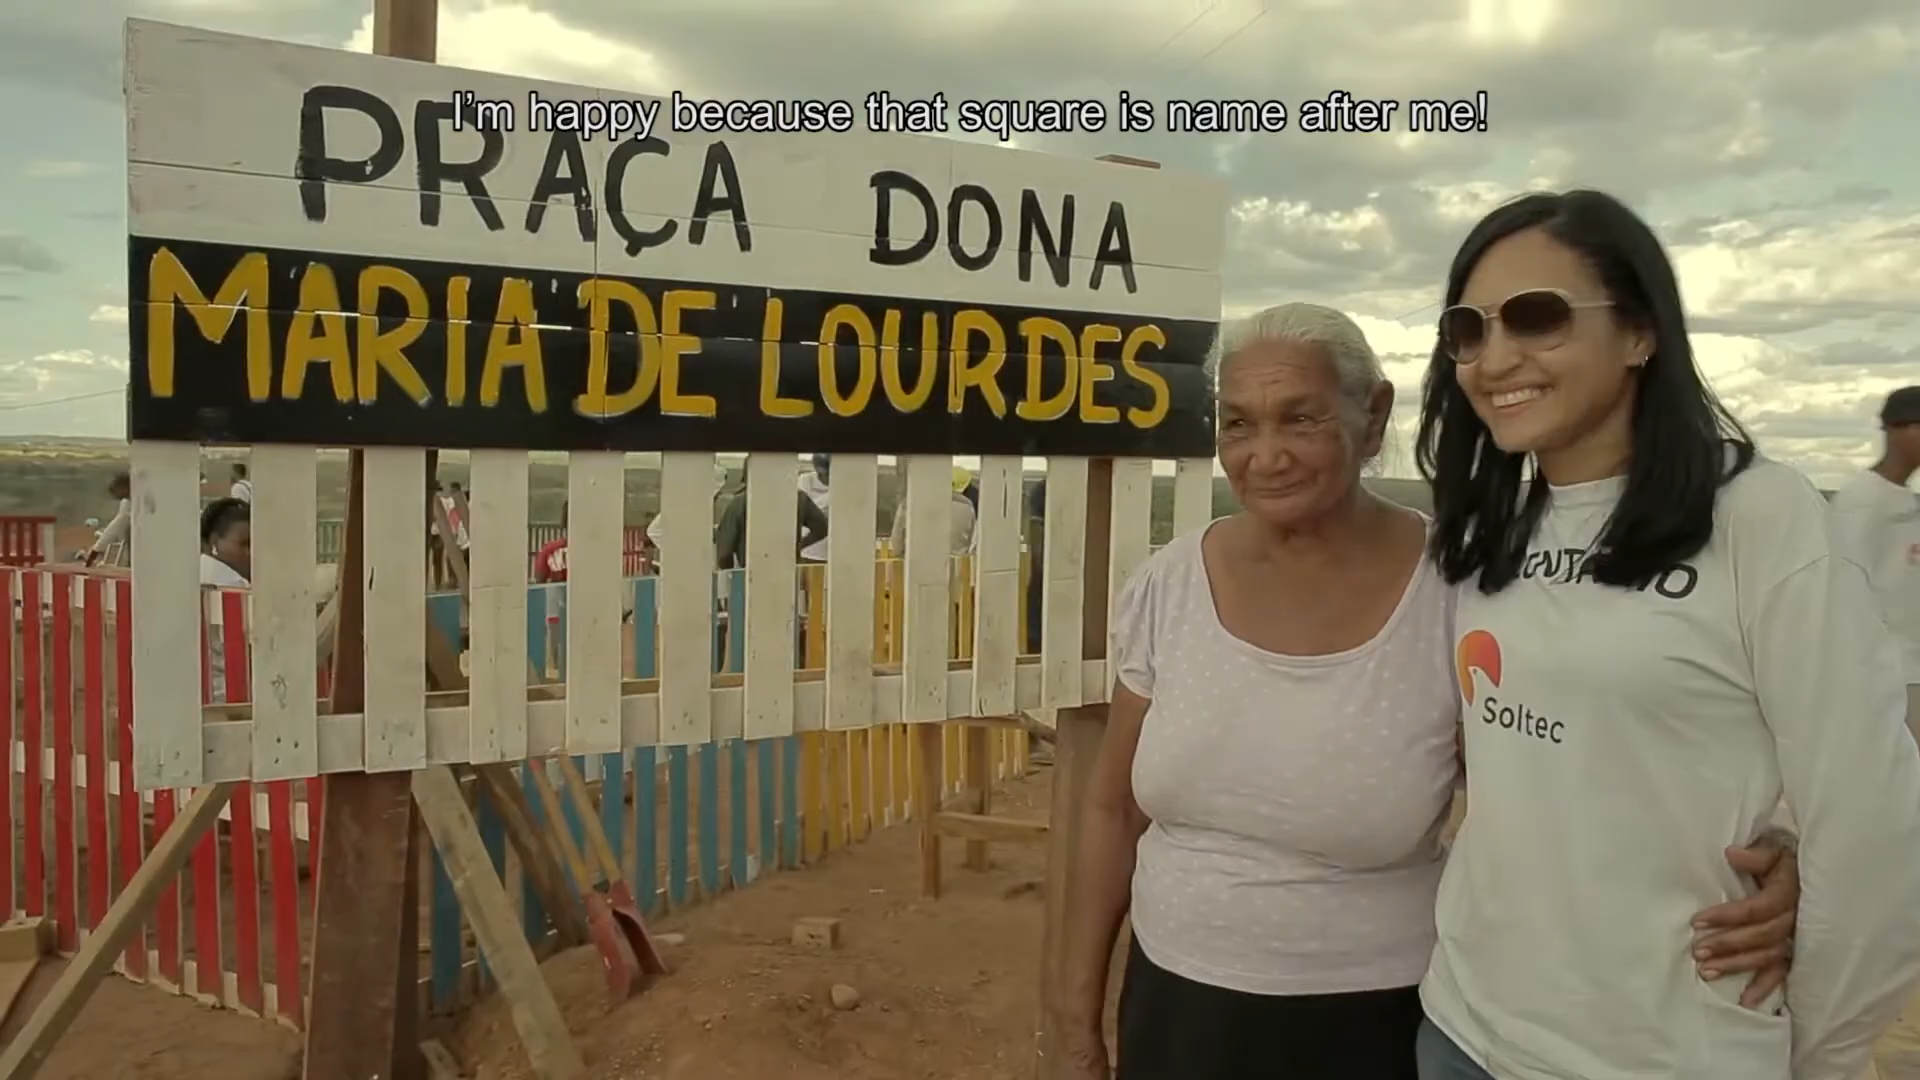 I'm happy because that square is name after me!
PRAÇA DONA
MARIA DE LOURDES
Soltec